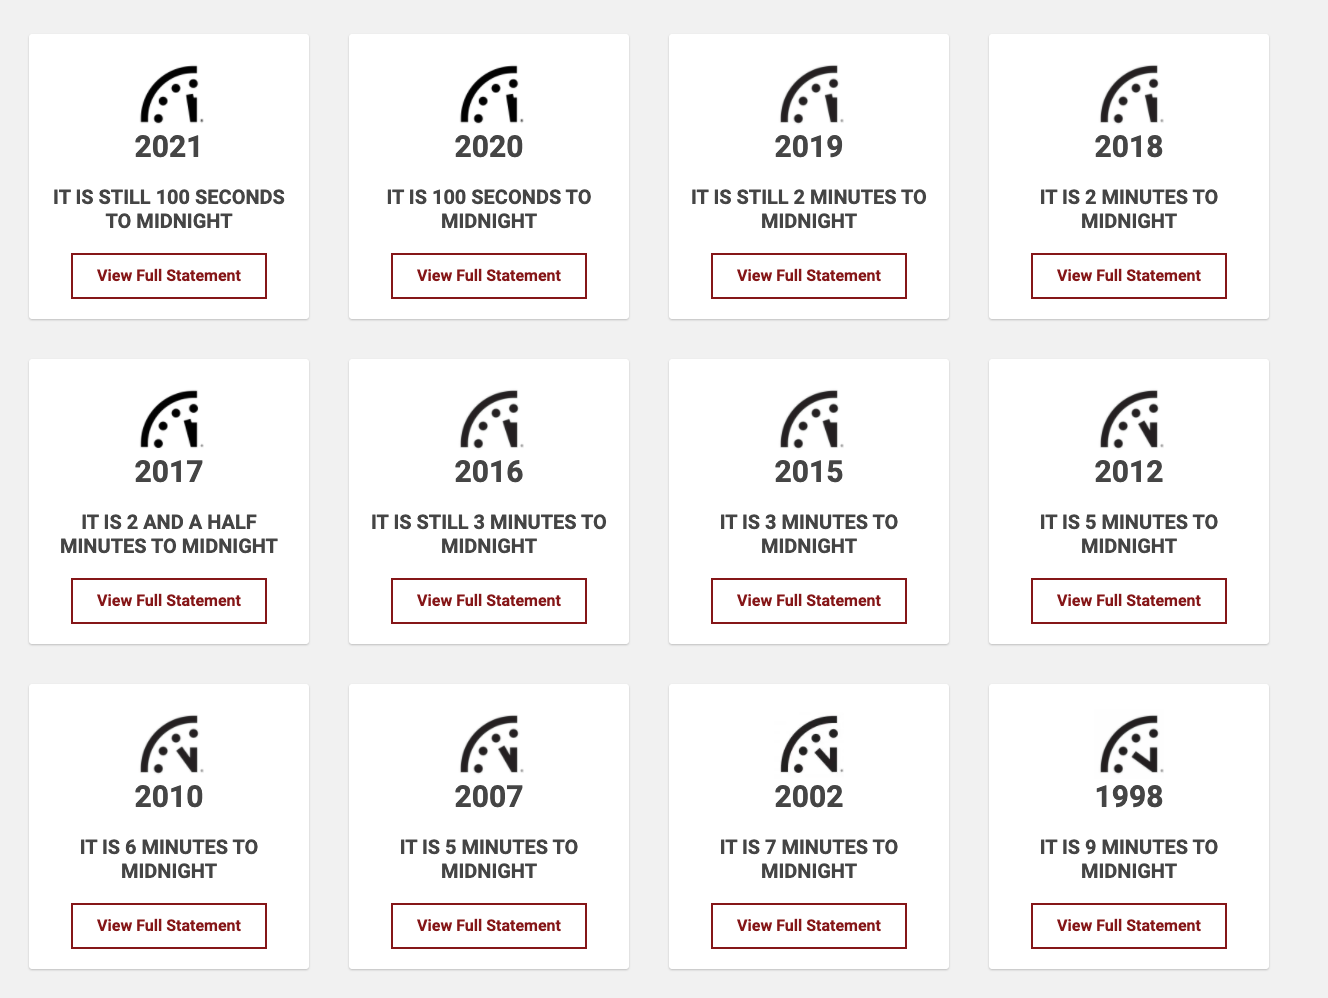 2021
IT IS STILL 100 SECONDS
TO MIDNIGHT
View Full Statement
2020
IT IS 100 SECONDS TO
MIDNIGHT
View Full Statement
2019
IT IS STILL 2 MINUTES TO
MIDNIGHT
View Full Statement
2018
IT IS 2 MINUTES TO
MIDNIGHT
View Full Statement
2017
IT IS 2 AND A HALF
MINUTES TO MIDNIGHT
View Full Statement
2016
IT IS STILL 3 MINUTES TO
MIDNIGHT
View Full Statement
2015
IT IS 3 MINUTES TO
MIDNIGHT
View Full Statement
2012
IT IS 5 MINUTES TO
MIDNIGHT
View Full Statement
2010
IT IS 6 MINUTES TO
MIDNIGHT
View Full Statement
2007
IT IS 5 MINUTES TO
MIDNIGHT
View Full Statement
2002
IT IS 7 MINUTES TO
MIDNIGHT
View Full Statement
1998
IT IS 9 MINUTES TO
MIDNIGHT
View Full Statement